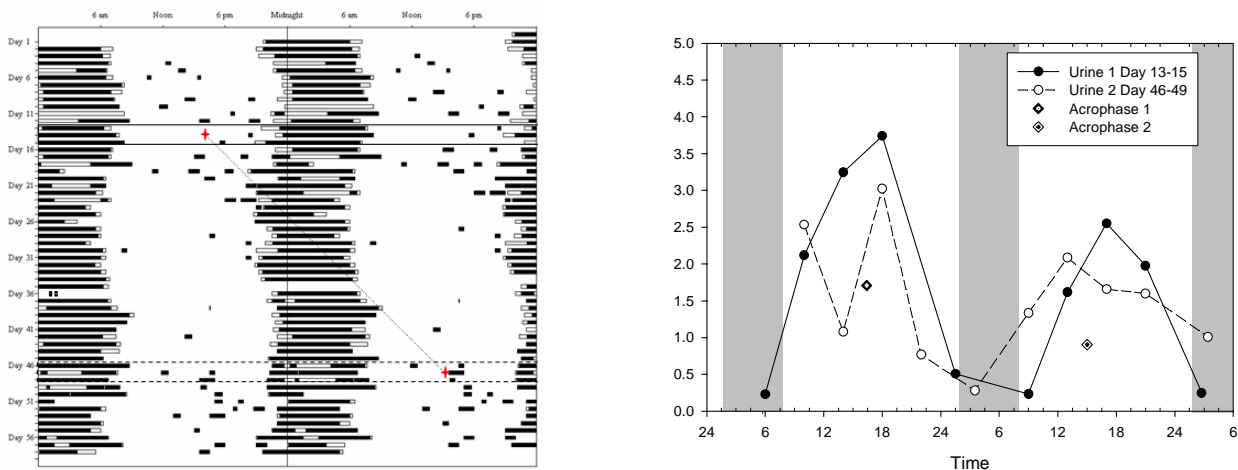 6 am Noon 6 pm Midnight 6 am Noon 6 pm
Day 1
Day 6
Day 11
Day 16
Day 21
Day 26
Day 31
Day 36
Day 41
Day 46
Day 51
Day 56
5.0
4.5
4.0
3.5
3.0
2.5
2.0
1.5
1.0
0.5
0.0
Urine 1 Day 13-15
Urine 2 Day 46-49
Acrophase 1
Acrophase 2
24 6 12 18 24 6 12 18 24 6
Time